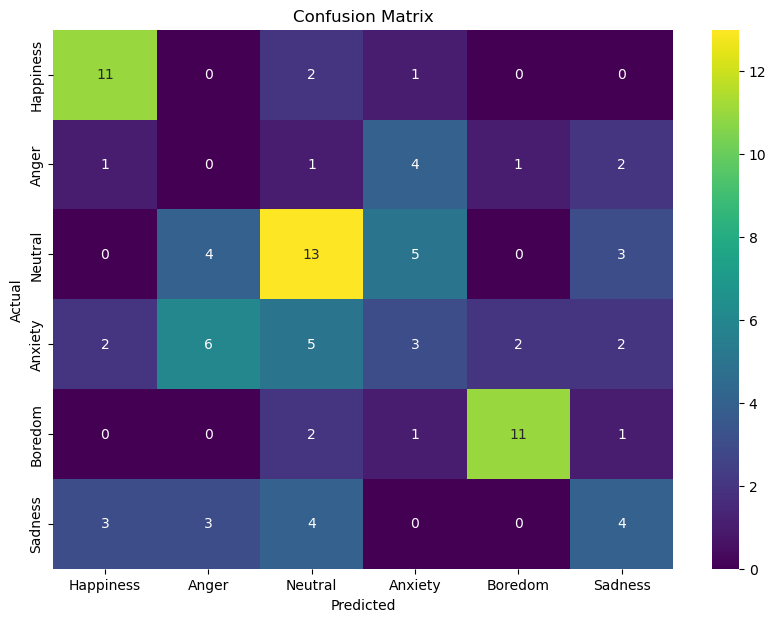 Confusion Matrix
Actual
Happiness 11 0 2 1 0 0
Anger 1 0 1 4 1 2
Neutral 0 4 13 5 0 3
Anxiety 2 6 5 3 2 2
Boredom 0 0 2 1 11 1
Sadness 3 3 4 0 0 4
Happiness Anger Neutral Anxiety Boredom Sadness
Predicted
12
10
8
6
4
2
0